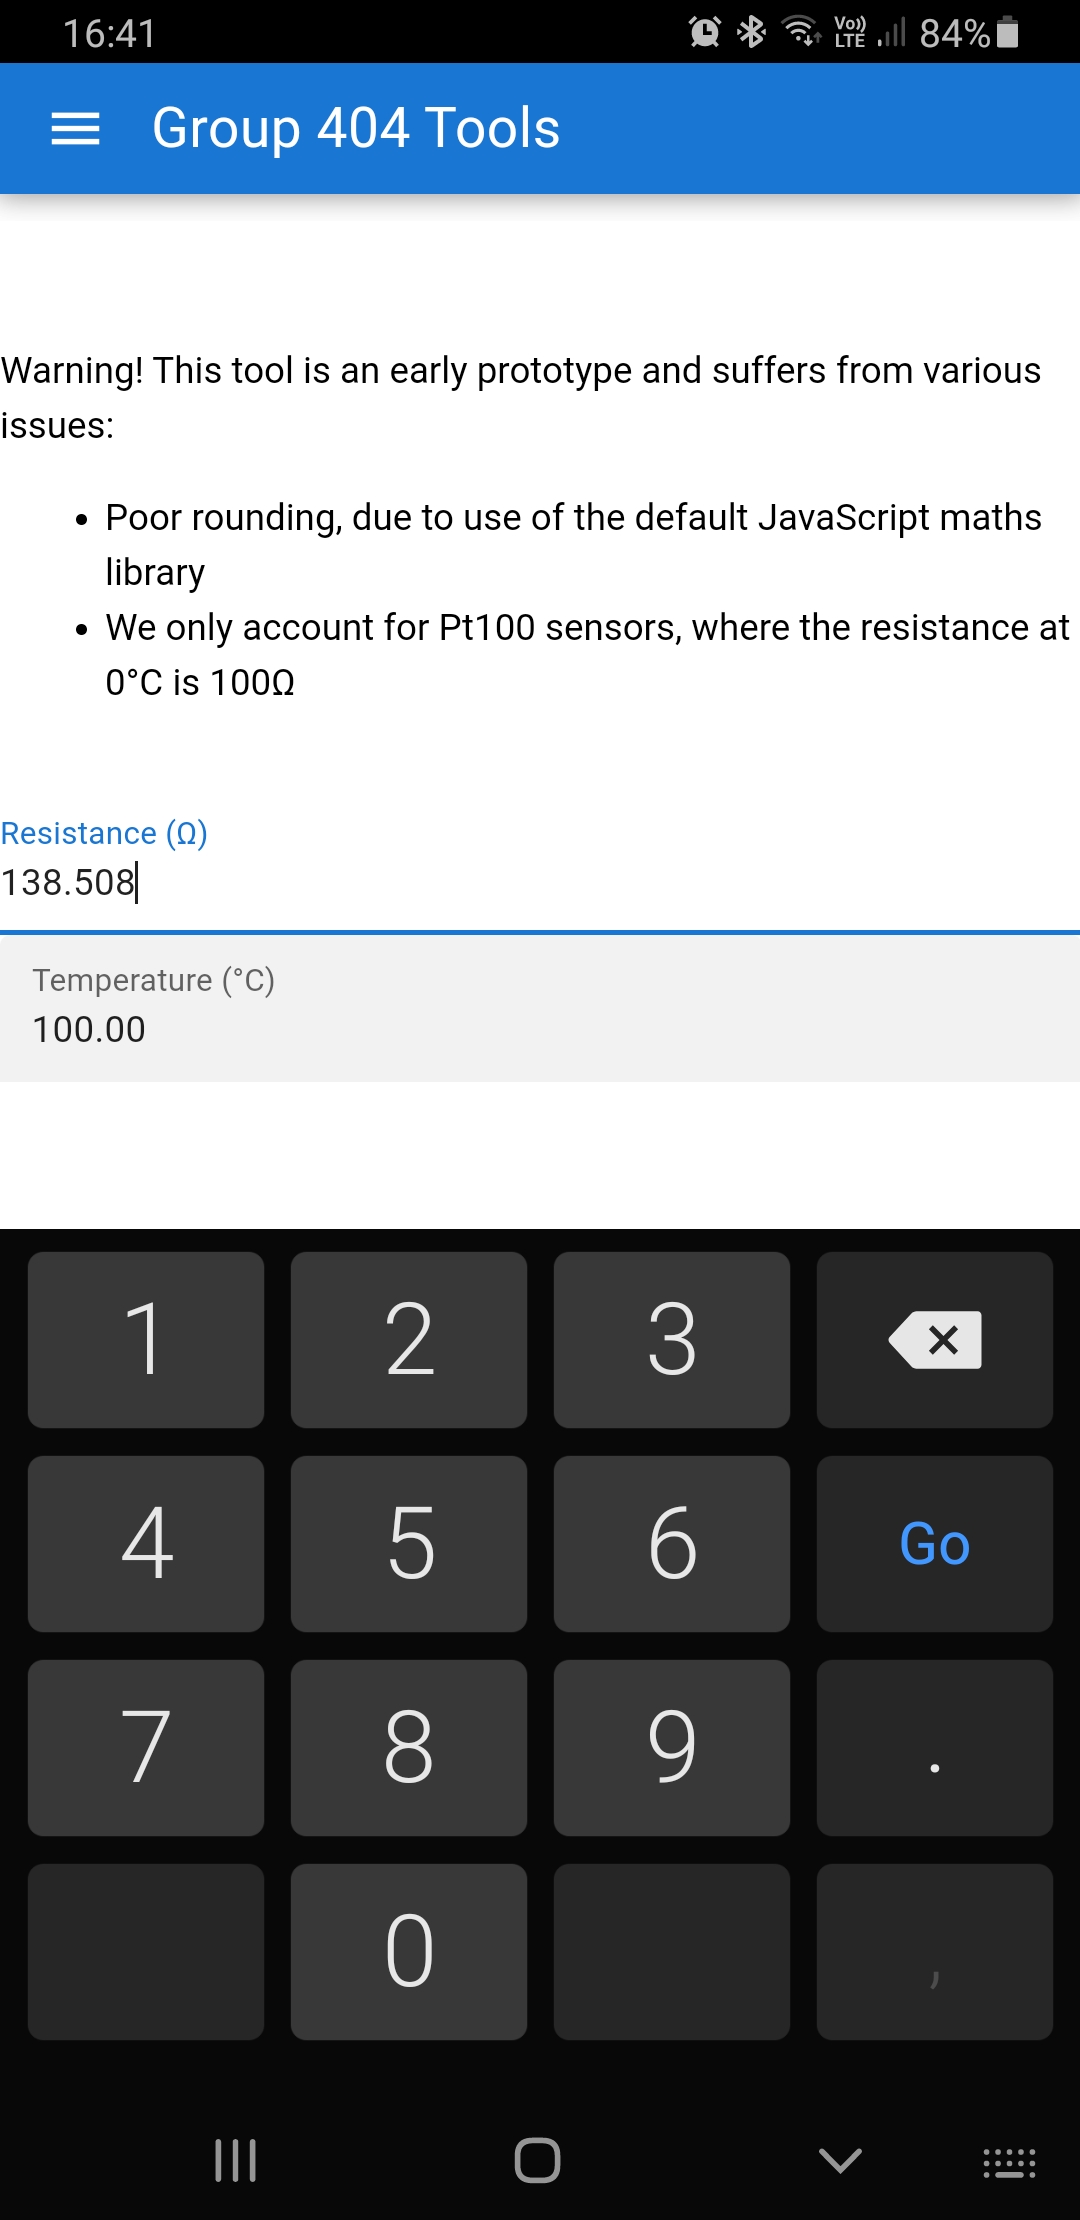 16:41
Vo)) LTE 84%
Group 404 Tools
Warning! This tool is an early prototype and suffers from various
issues:
• Poor rounding, due to use of the default JavaScript maths
library
• We only account for Pt100 sensors, where the resistance at
0°C is 100Ω
Resistance (Ω)
138.508
Temperature (°C)
100.00
1 2 3
4 5 6 Go
7 8 9 .
0 ,